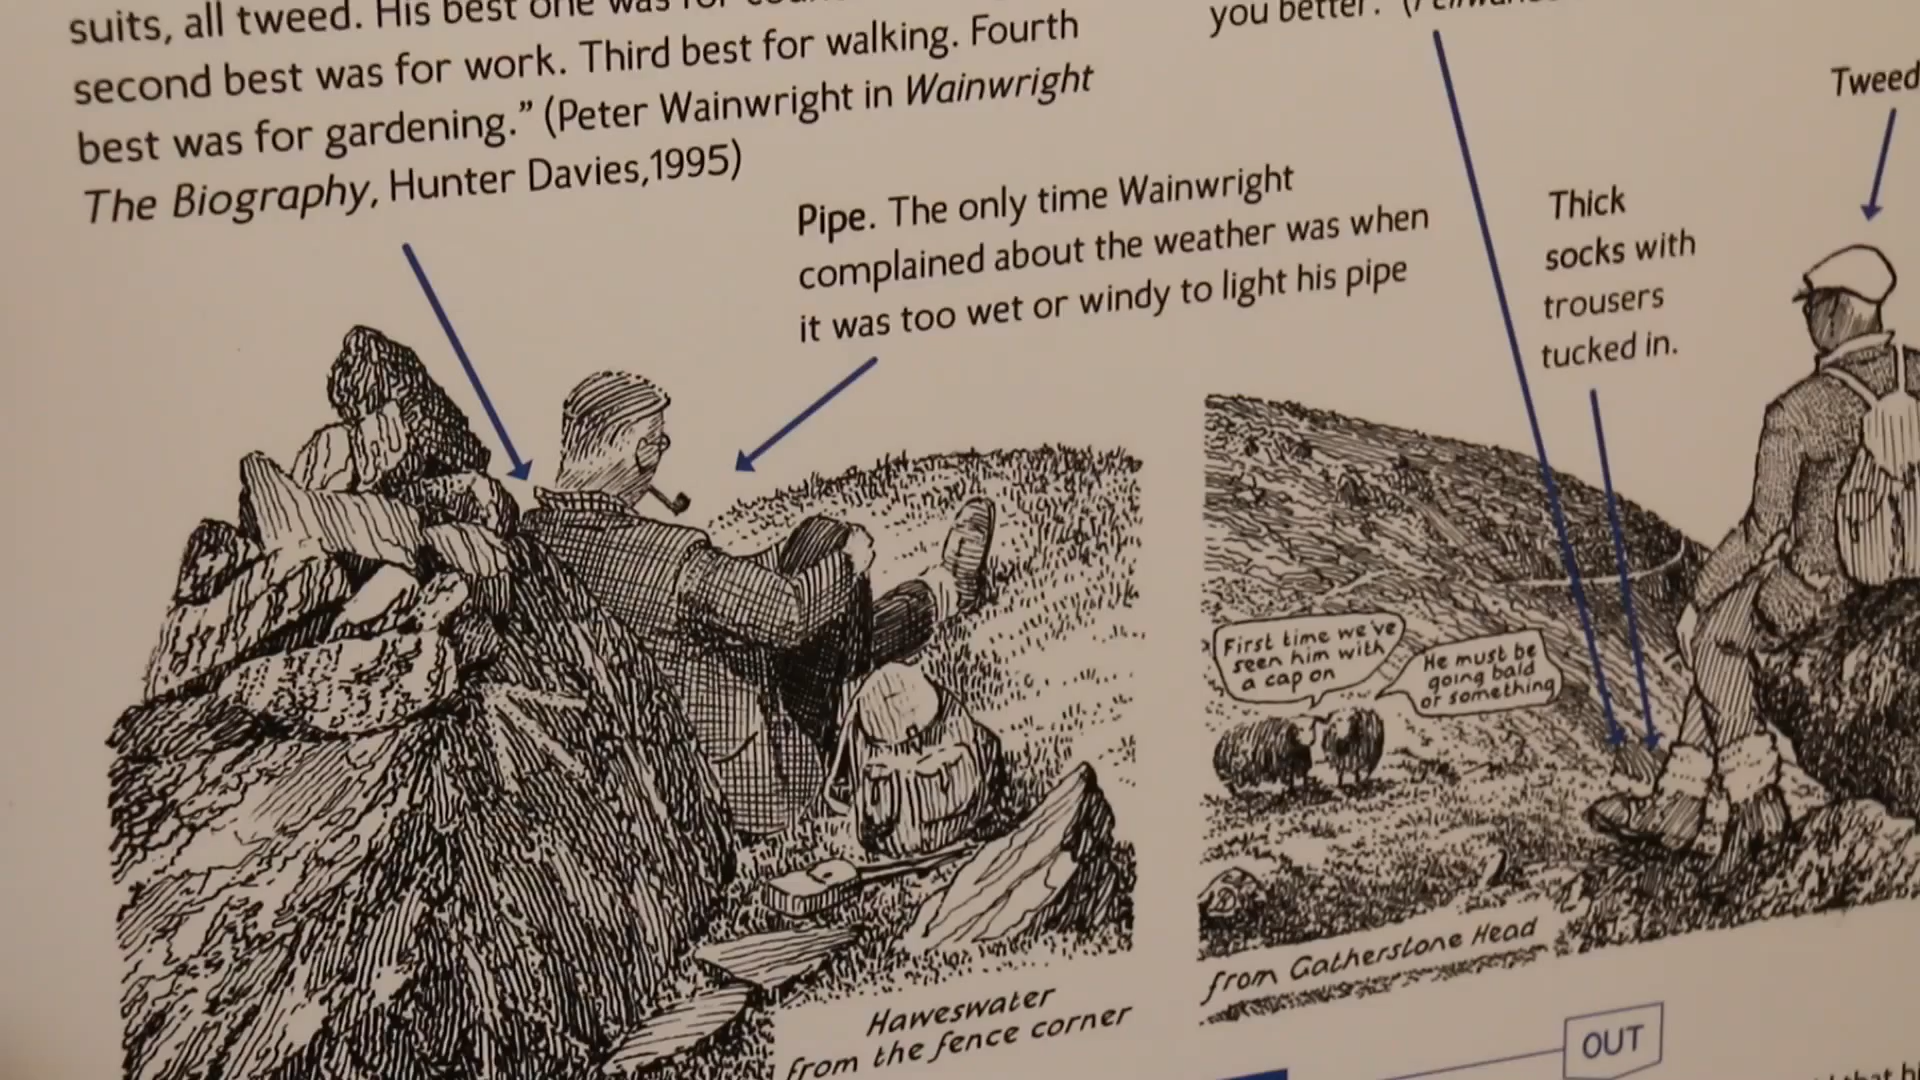 suits, all tweed. His best one was for
second best was for work. Third best for walking. Fourth
best was for gardening.” (Peter Wainwright in Wainwright
The Biography, Hunter Davies,1995)
Pipe. The only time Wainwright
complained about the weather was when
it was too wet or windy to light his pipe
you better.
Thick
socks with
trousers
tucked in.
Tweed
First time we've
seen him with
a cap on
He must be
going bald
or something
Haweswater
from the fence corner
from Gatherstone Head
OUT